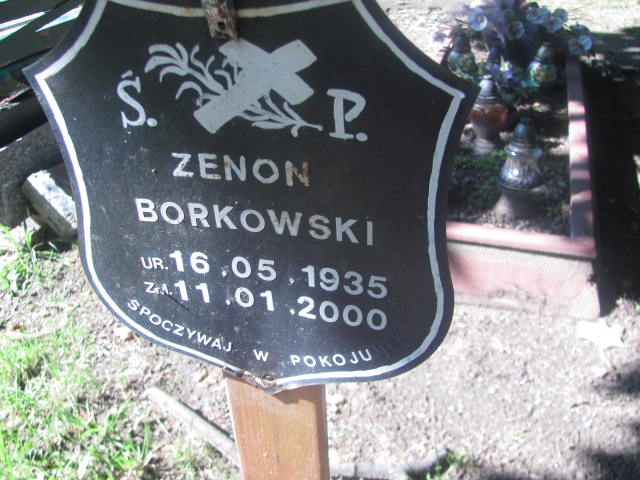 Ś. P.
ZENON
BORKOWSKI
UR. 16.05.1935
ZM. 11.01.2000
SPOCZYWAJ W POKOJU